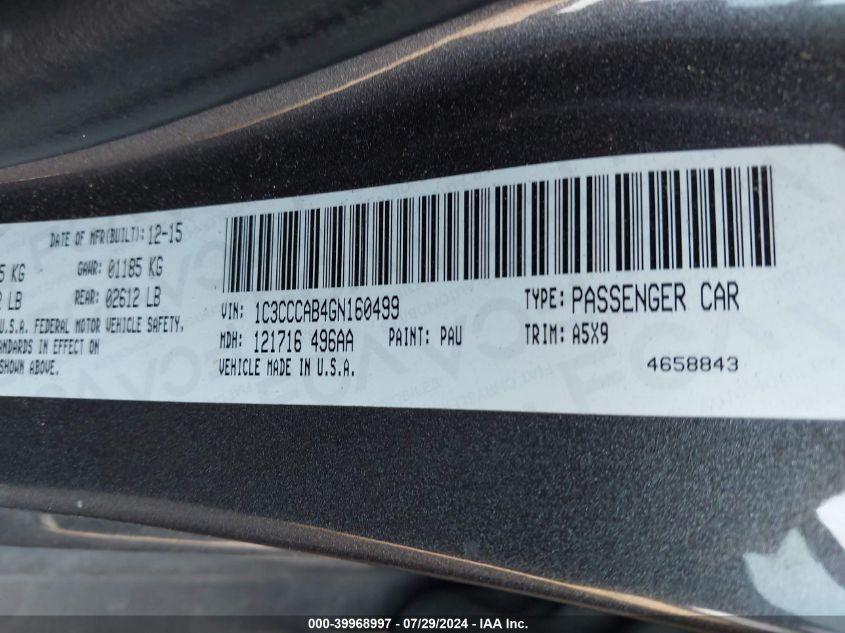 DATE OF MFR(BUILT): 12-15
5 KG GAWR: 01185 KG
2 LB REAR: 02612 LB
U.S.A. FEDERAL MOTOR VEHICLE SAFETY,
ANDARDS IN EFFECT ON
SHOWN ABOVE.
VIN: 1C3CCCAB4GN160499 TYPE: PASSENGER CAR
MDH: 121716 496AA PAINT: PAU TRIM: A5X9
VEHICLE MADE IN U.S.A. 4658843
000-39968997 - 07/29/2024 - IAA Inc.